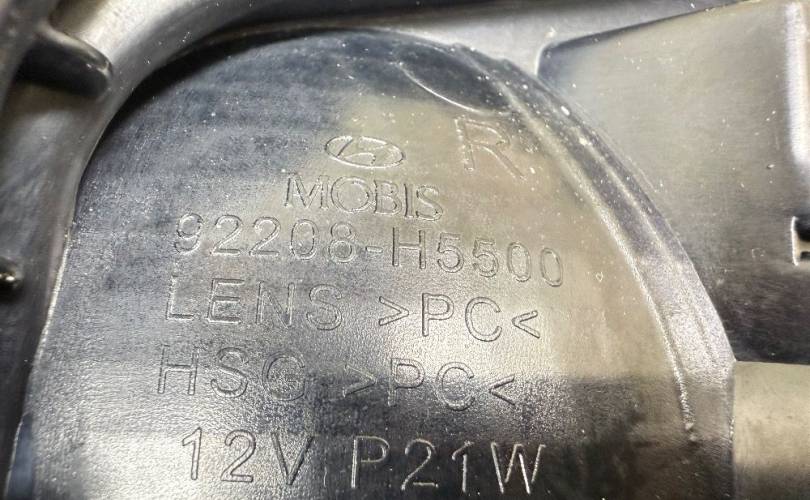 R
MOBIS
92208-H5500
LENS >PC<
HSG >PC<
12V P21W